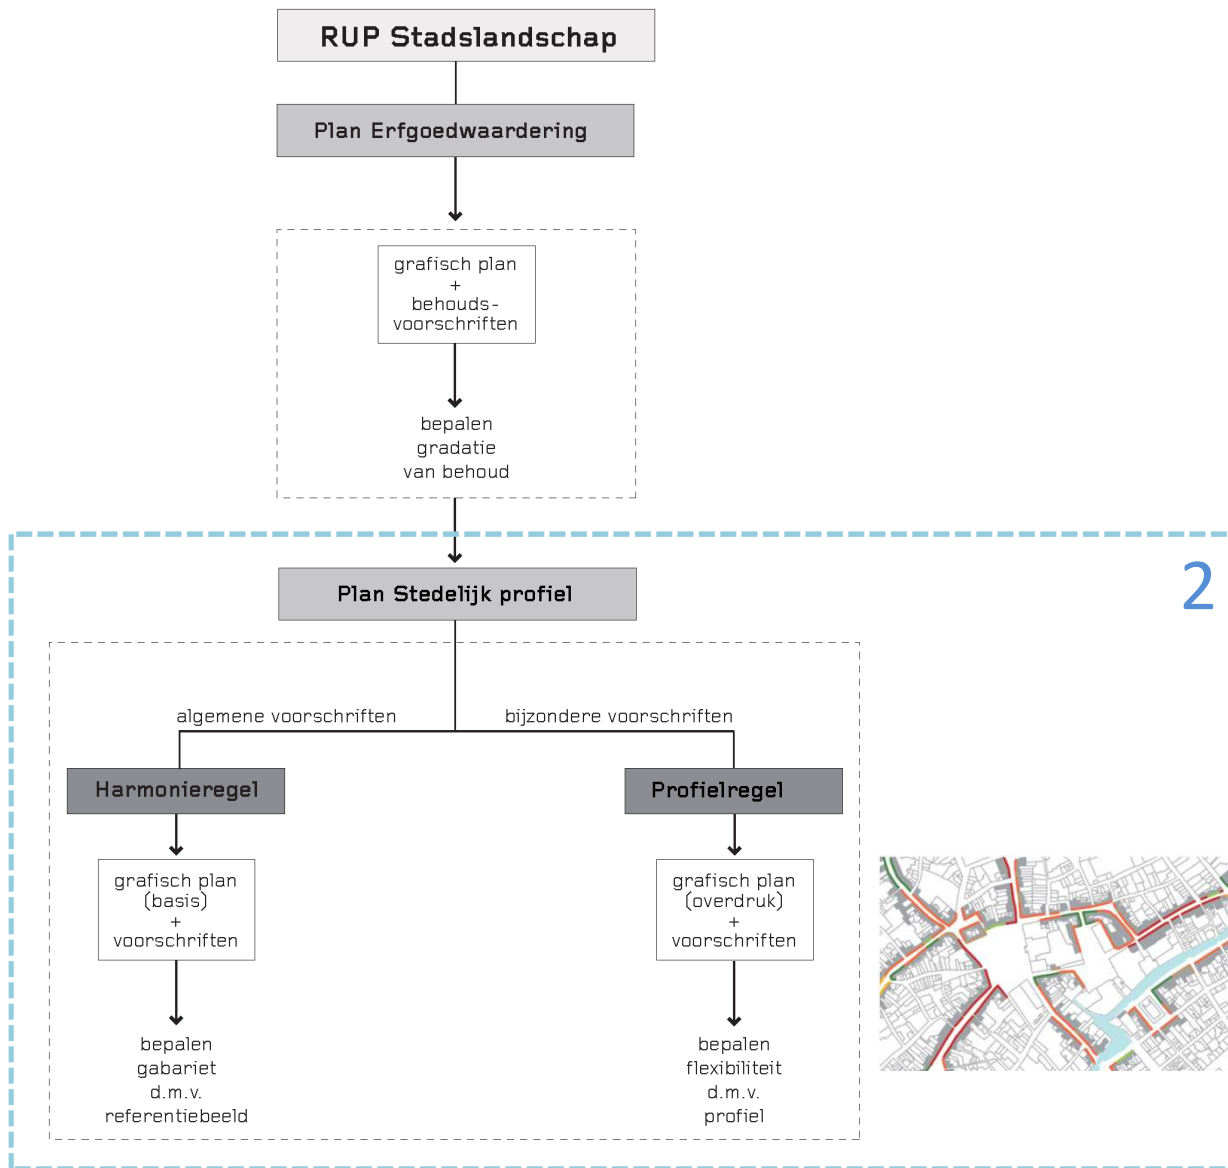 RUP Stadslandschap
Plan Erfgoedwaardering
grafisch plan
+
behouds-
voorschriften
bepalen
gradatie
van behoud
2
Plan Stedelijk profiel
algemene voorschriften
bijzondere voorschriften
Harmonieregel
grafisch plan
(basis)
+
voorschriften
bepalen
gabariet
d.m.v.
referentiebeeld
Profielregel
grafisch plan
(overdruk)
+
voorschriften
bepalen
flexibiliteit
d.m.v.
profiel